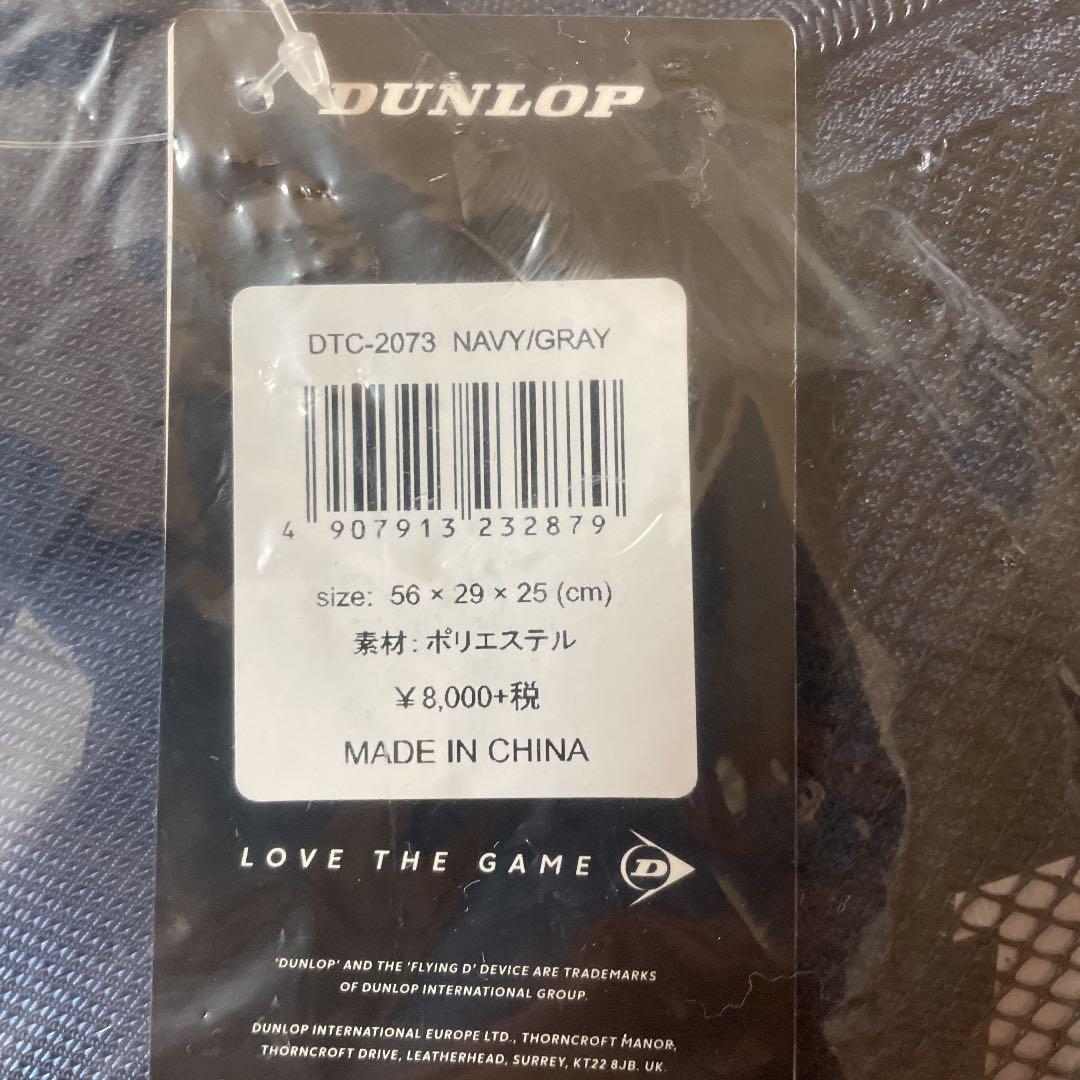 DUNLOP
DTC-2073 NAVY/GRAY
4 907913 232879
size: 56 × 29 × 25 (cm)
素材: ポリエステル
¥8,000+税
MADE IN CHINA
LOVE THE GAME D
'DUNLOP' AND THE 'FLYING D' DEVICE ARE TRADEMARKS
OF DUNLOP INTERNATIONAL GROUP.
DUNLOP INTERNATIONAL EUROPE LTD., THORNCROFT MANOR,
THORNCROFT DRIVE, LEATHERHEAD, SURREY, KT22 8JB. UK.